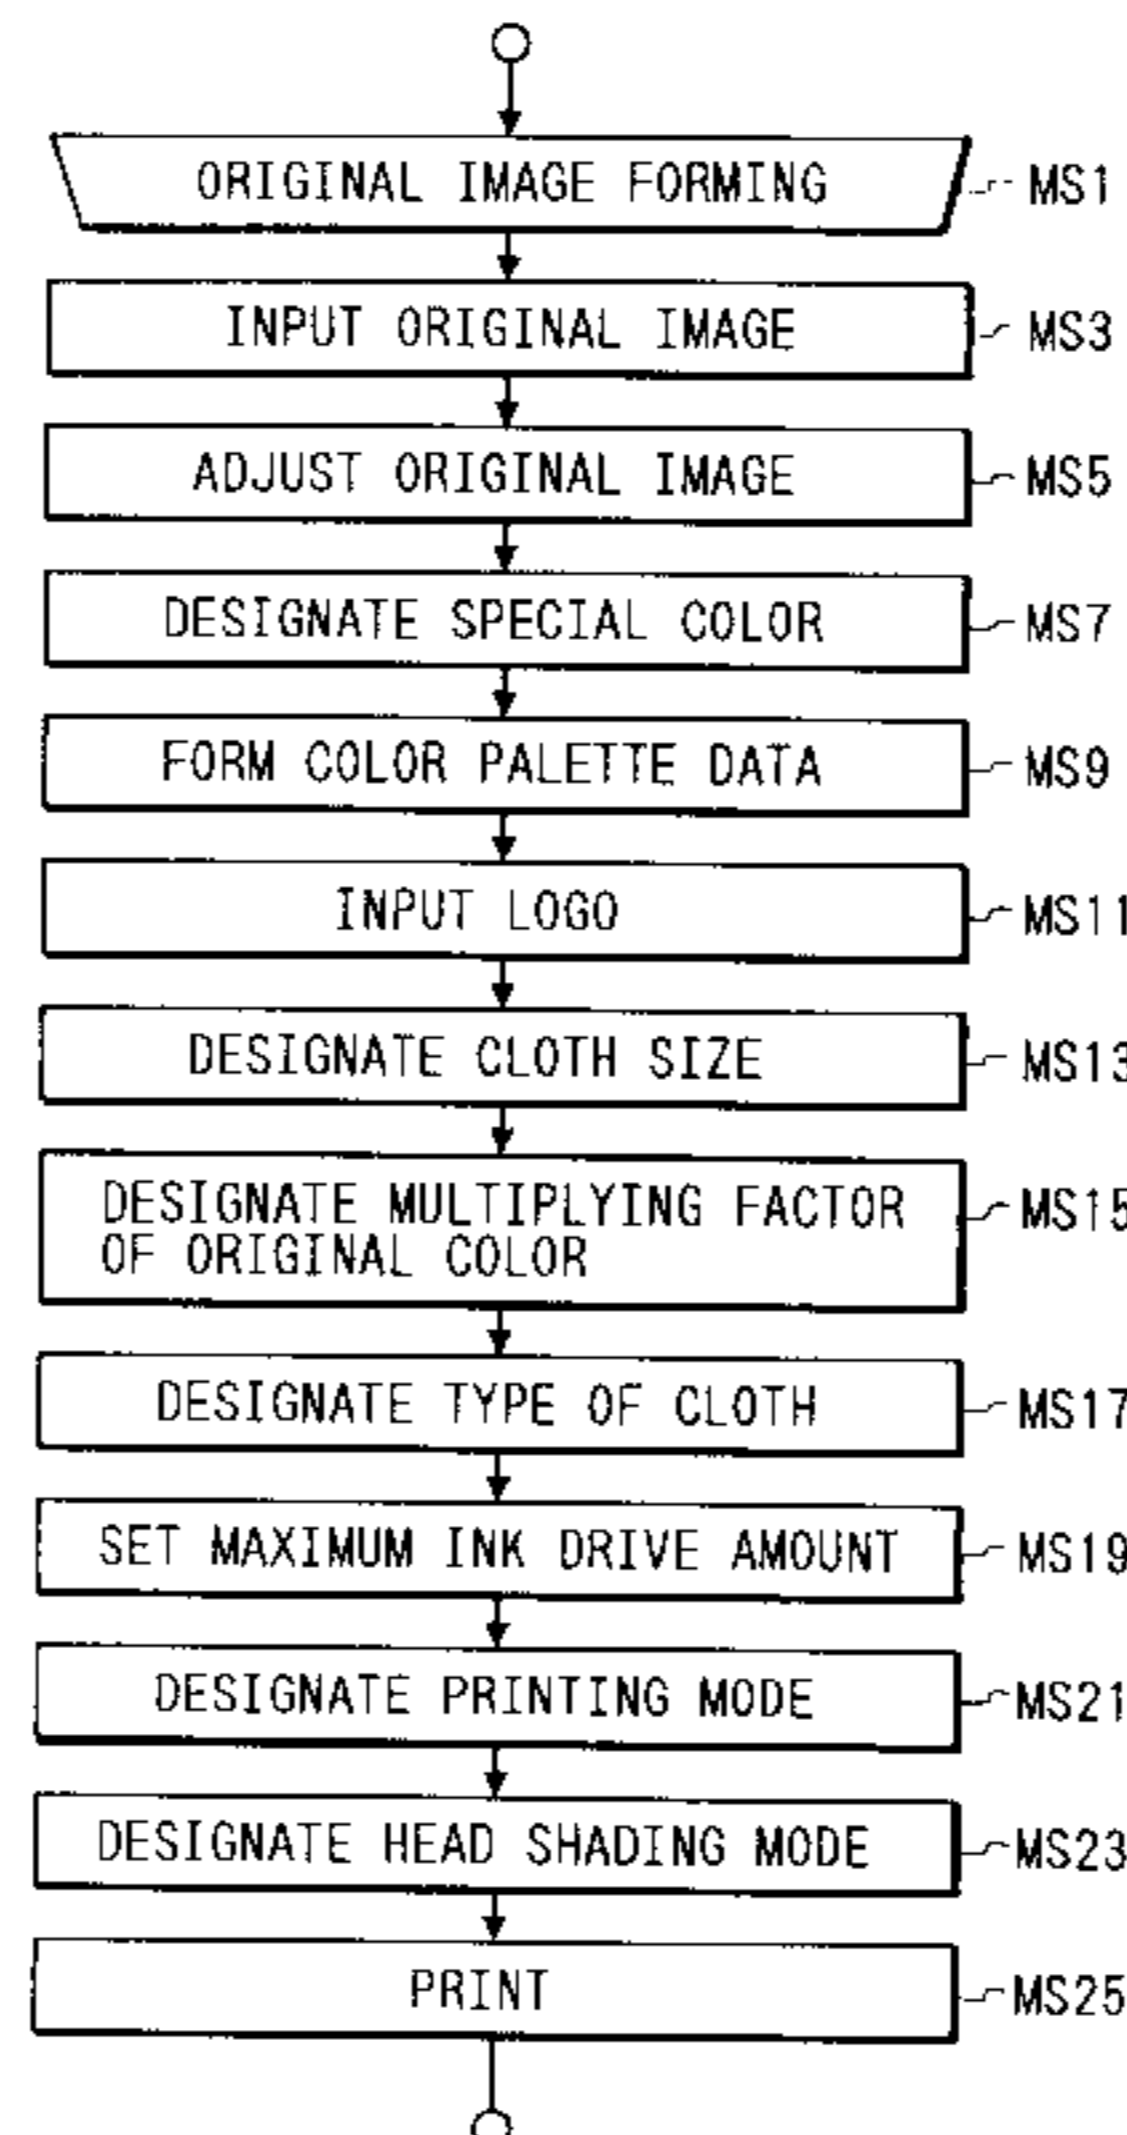 ORIGINAL IMAGE FORMING MS1
INPUT ORIGINAL IMAGE MS3
ADJUST ORIGINAL IMAGE MS5
DESIGNATE SPECIAL COLOR MS7
FORM COLOR PALETTE DATA MS9
INPUT LOGO MS11
DESIGNATE CLOTH SIZE MS13
DESIGNATE MULTIPLYING FACTOR MS15
OF ORIGINAL COLOR
DESIGNATE TYPE OF CLOTH MS17
SET MAXIMUM INK DRIVE AMOUNT MS19
DESIGNATE PRINTING MODE MS21
DESIGNATE HEAD SHADING MODE MS23
PRINT MS25